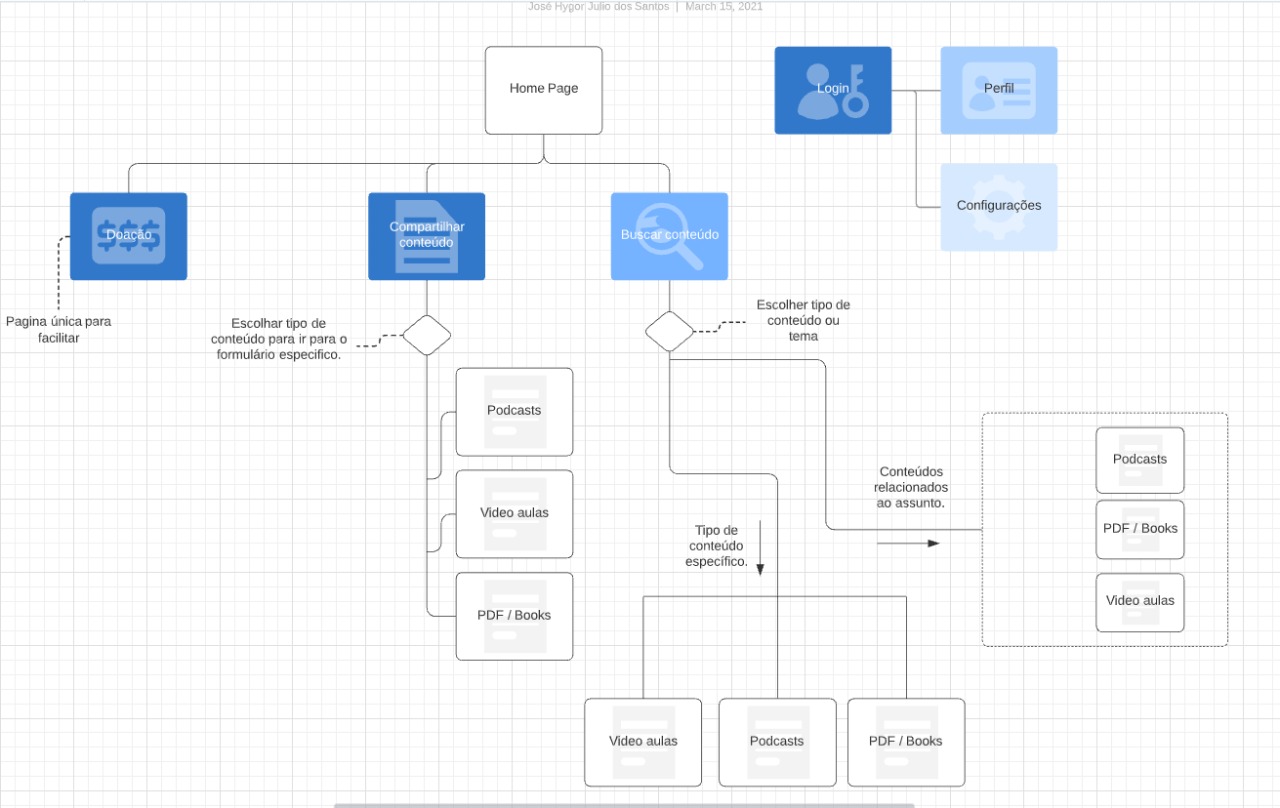 José Hygor Julio dos Santos | March 15, 2021
Home Page
Login
Perfil
Configurações
Doação
Compartilhar
conteúdo
Buscar conteúdo
Pagina única para
facilitar
Escolhar tipo de
conteúdo para ir para o
formulário especifico.
Escolher tipo de
conteúdo ou
tema
Podcasts
Video aulas
PDF / Books
Conteúdos
relacionados
ao assunto.
Podcasts
PDF / Books
Video aulas
Tipo de
conteúdo
específico.
Video aulas
Podcasts
PDF / Books